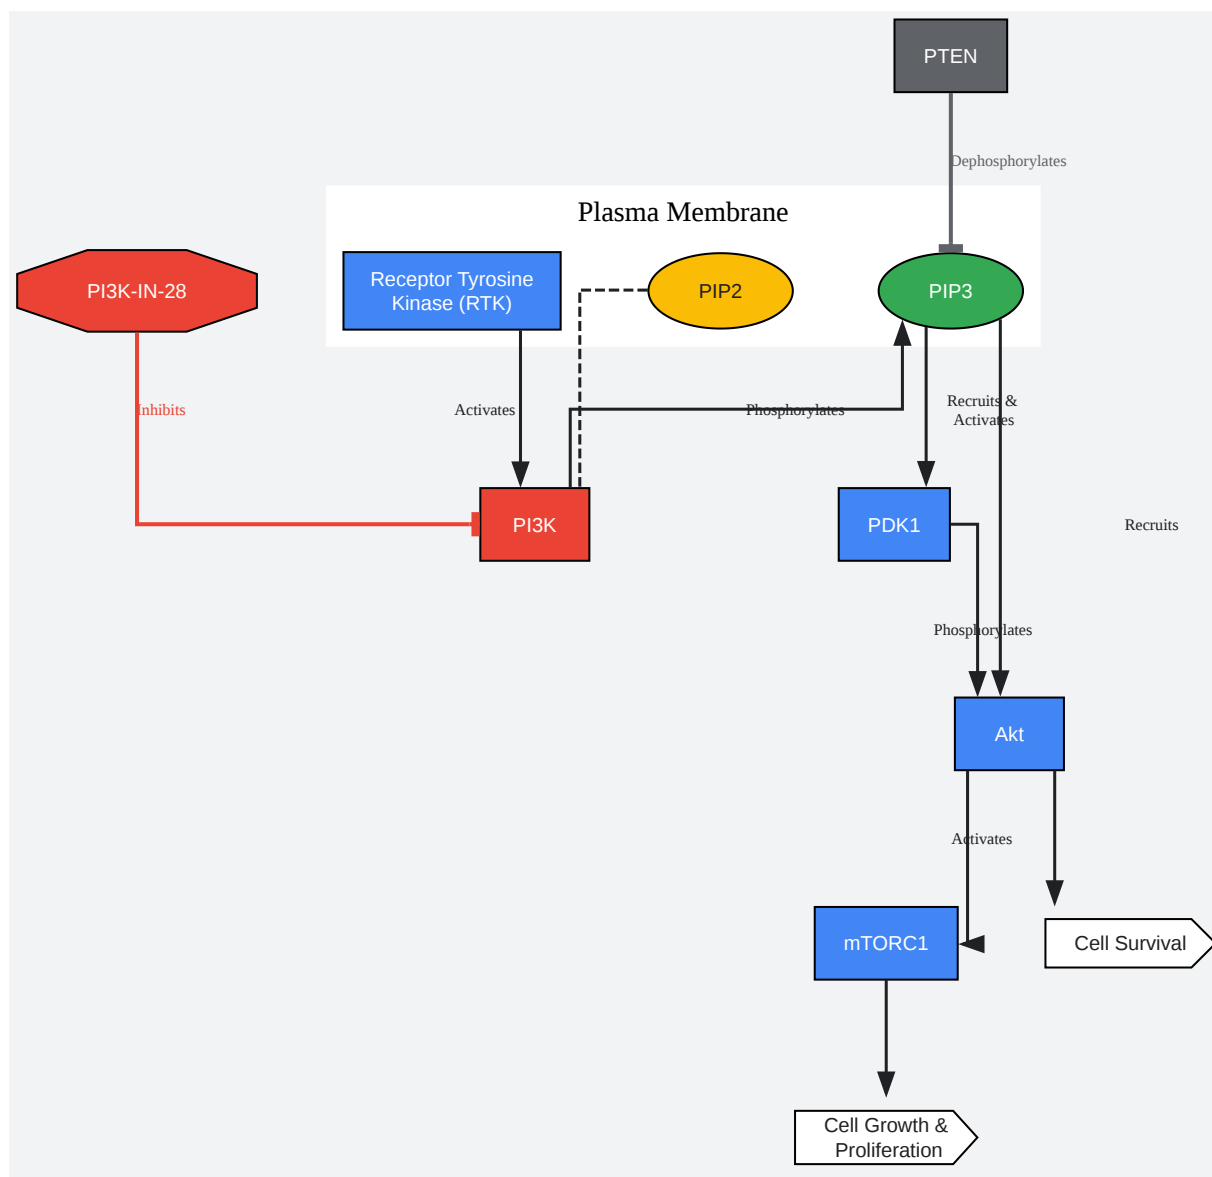 PTEN
Dephosphorylates
Plasma Membrane
PI3K-IN-28
Receptor Tyrosine
Kinase (RTK)
PIP2
PIP3
Inhibits
Activates
Phosphorylates
Recruits &
Activates
PI3K
PDK1
Recruits
Phosphorylates
Akt
Activates
mTORC1
Cell Survival
Cell Growth &
Proliferation